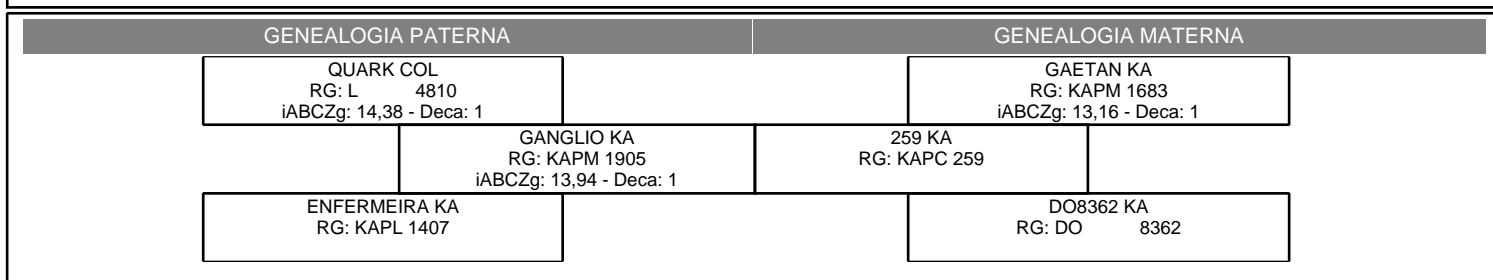 GENEALOGIA PATERNA
GENEALOGIA MATERNA
QUARK COL
RG: L 4810
iABCZg: 14,38 - Deca: 1
GAETAN KA
RG: KAPM 1683
iABCZg: 13,16 - Deca: 1
GANGLIO KA
RG: KAPM 1905
iABCZg: 13,94 - Deca: 1
259 KA
RG: KAPC 259
ENFERMEIRA KA
RG: KAPL 1407
DO8362 KA
RG: DO 8362